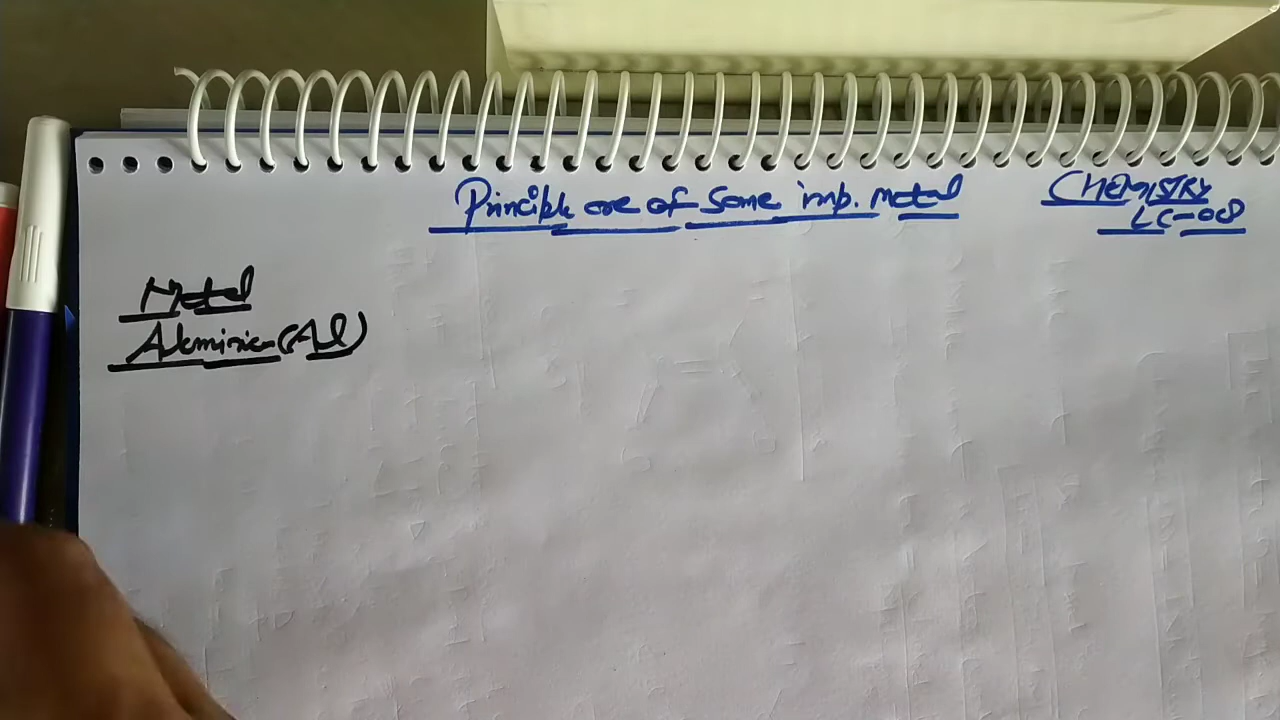 Principle ore of Some imp. metal
CHEMISTRY
LC-08
Metal
Aluminium (Al)